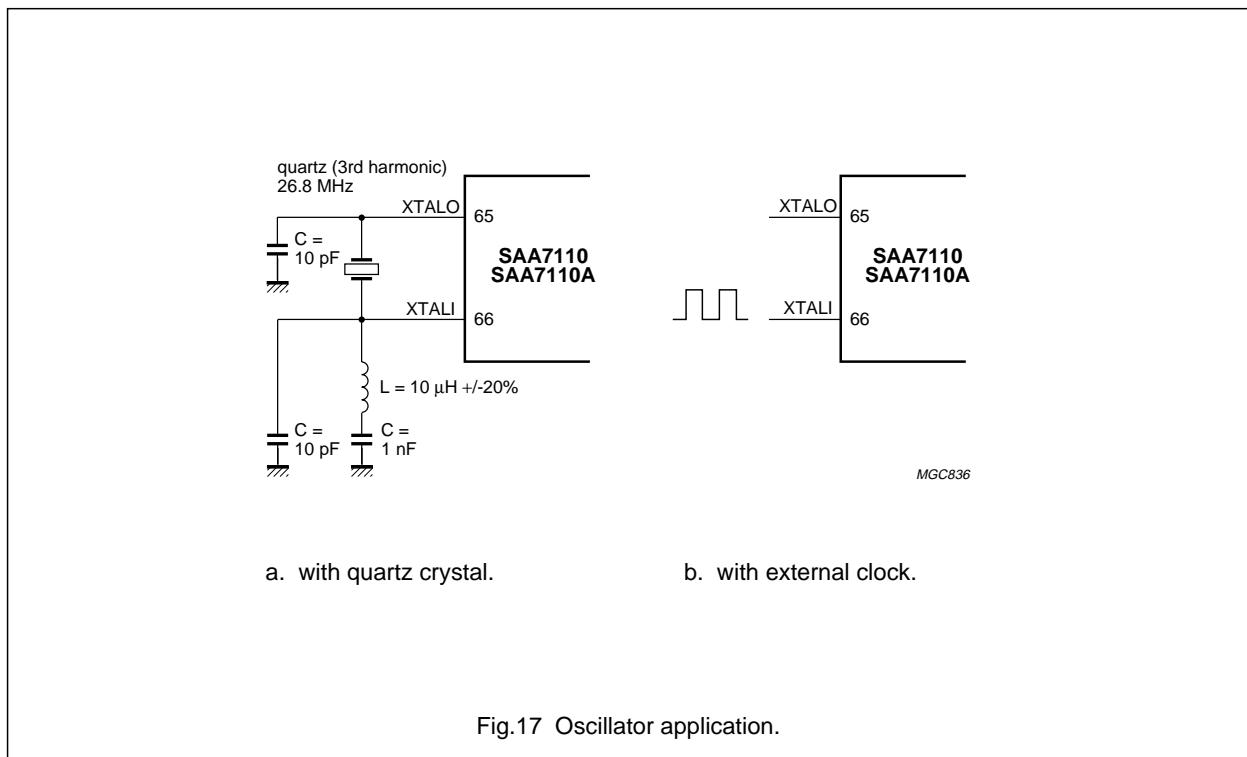 quartz (3rd harmonic)
26.8 MHz
XTALO
65
C =
10 pF
SAA7110
SAA7110A
XTALI
66
L = 10 μH +/-20%
C =
10 pF
C =
1 nF
XTALO
65
SAA7110
SAA7110A
XTALI
66
MGC836
a. with quartz crystal.
b. with external clock.
Fig.17 Oscillator application.